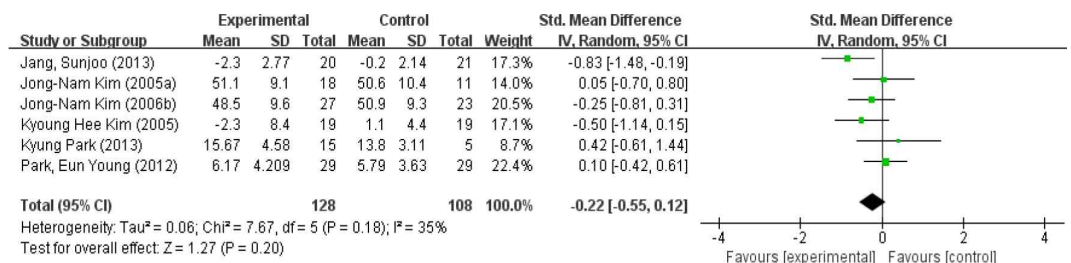 Experimental Control Std. Mean Difference Std. Mean Difference
Study or Subgroup Mean SD Total Mean SD Total Weight IV, Random, 95% CI IV, Random, 95% CI
Jang, Sunjoo (2013) -2.3 2.77 20 -0.2 2.14 21 17.3% -0.83 [-1.48, -0.19]
Jong-Nam Kim (2005a) 51.1 9.1 18 50.6 10.4 11 14.0% 0.05 [-0.70, 0.80]
Jong-Nam Kim (2006b) 48.5 9.6 27 50.9 9.3 23 20.5% -0.25 [-0.81, 0.31]
Kyoung Hee Kim (2005) -2.3 8.4 19 1.1 4.4 19 17.1% -0.50 [-1.14, 0.15]
Kyung Park (2013) 15.67 4.58 15 13.8 3.11 5 8.7% 0.42 [-0.61, 1.44]
Park, Eun Young (2012) 6.17 4.209 29 5.79 3.63 29 22.4% 0.10 [-0.42, 0.61]
Total (95% CI) 128 108 100.0% -0.22 [-0.55, 0.12]
Heterogeneity: Tau² = 0.06; Chi² = 7.67, df = 5 (P = 0.18); I² = 35%
Test for overall effect: Z = 1.27 (P = 0.20)
-4 -2 0 2 4
Favours [experimental] Favours [control]